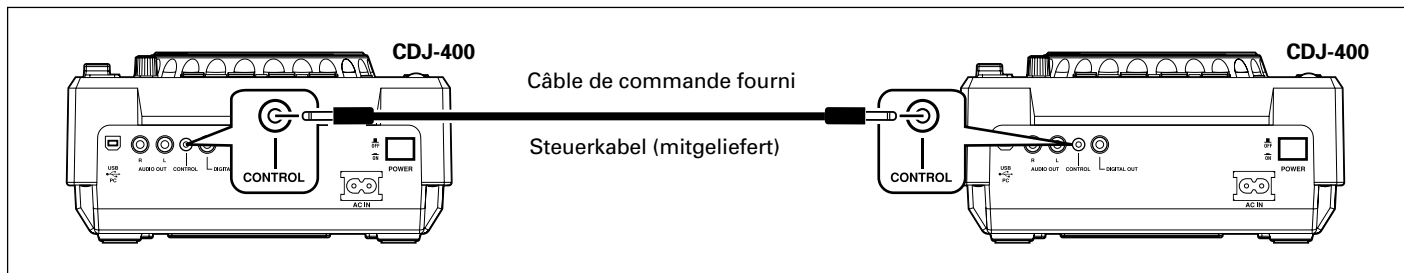 CDJ-400
CDJ-400
Câble de commande fourni
Steuerkabel (mitgeliefert)
CONTROL
CONTROL
USB
PC
R
L
AUDIO OUT
CONTROL
DIGITA
OFF
ON
POWER
AC IN
USB
PC
R
L
AUDIO OUT
CONTROL
DIGITAL OUT
OFF
ON
POWER
AC IN